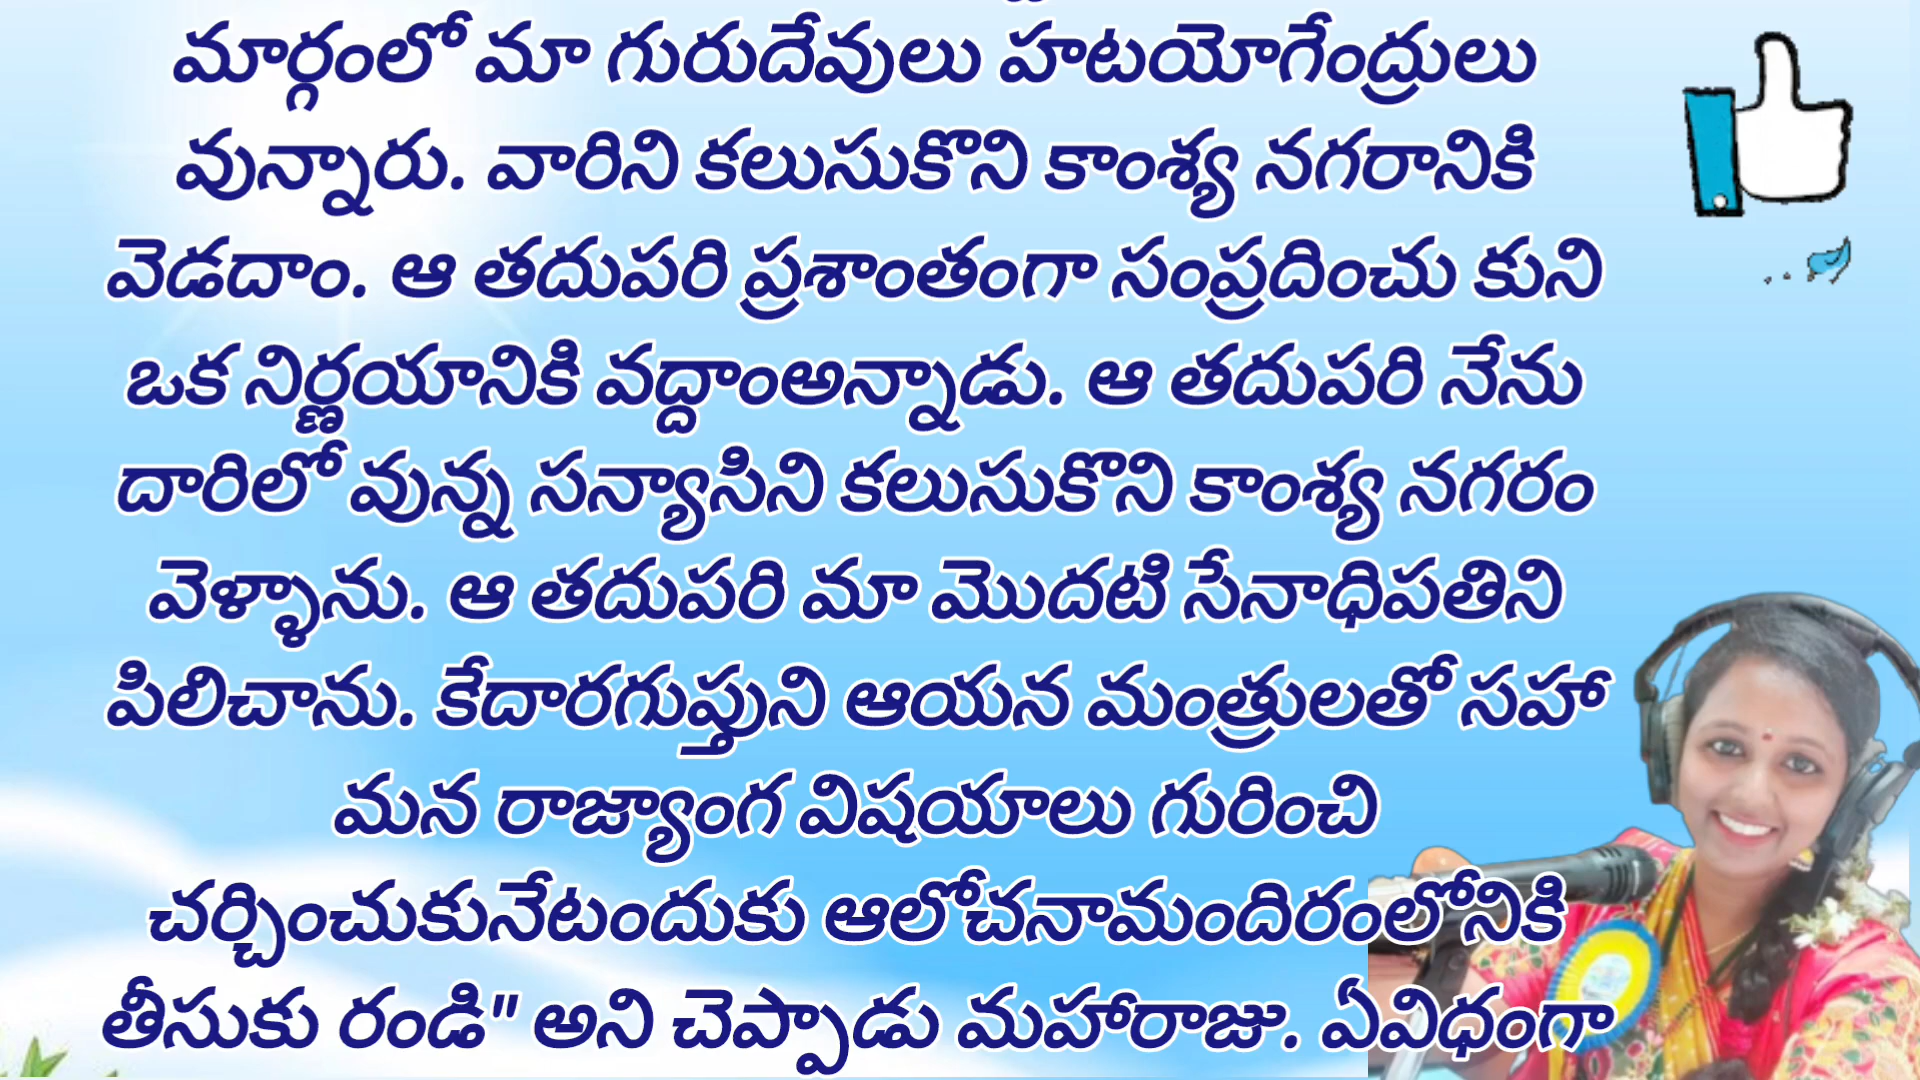 మార్గంలో మా గురుదేవులు హటయోగేంద్రులు
వున్నారు. వారిని కలుసుకొని కాంశ్య నగరానికి
వెడదాం. ఆ తదుపరి ప్రశాంతంగా సంప్రదించు కుని
ఒక నిర్ణయానికి వద్దాంఅన్నాడు. ఆ తదుపరి నేను
దారిలో వున్న సన్యాసిని కలుసుకొని కాంశ్య నగరం
వెళ్ళాను. ఆ తదుపరి మా మొదటి సేనాధిపతిని
పిలిచాను. కేదారగుప్తుని ఆయన మంత్రులతో సహా
మన రాజ్యాంగ విషయాలు గురించి
చర్చించుకునేటందుకు ఆలోచనామందిరంలోనికి
తీసుకు రండి" అని చెప్పాడు మహారాజు. ఏవిధంగా